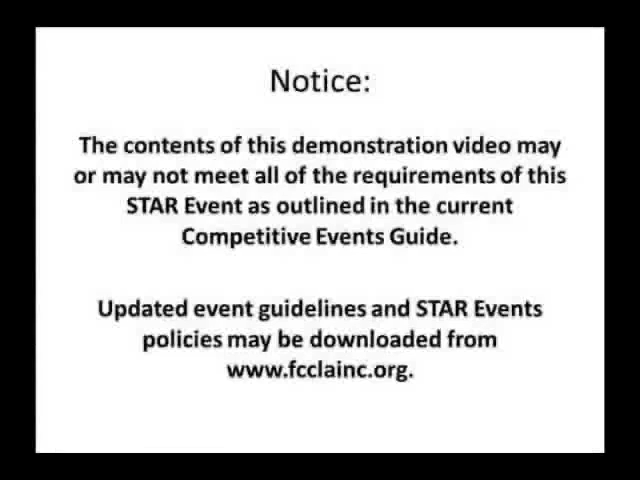 Notice:
The contents of this demonstration video may
or may not meet all of the requirements of this
STAR Event as outlined in the current
Competitive Events Guide.
Updated event guidelines and STAR Events
policies may be downloaded from
www.fcclainc.org.